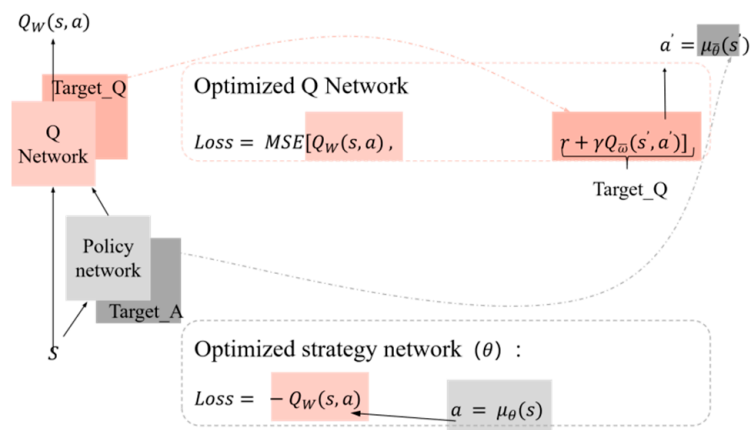 Q_W(s,a)
a' = μ_θ̄(s')
Target_Q
Q
Network
Optimized Q Network
Loss = MSE[Q_W(s,a) , r + γQ_ω̄(s',a')]
Target_Q
Policy
network
Target_A
S
Optimized strategy network (θ) :
Loss = − Q_W(s,a)
a = μ_θ(s)